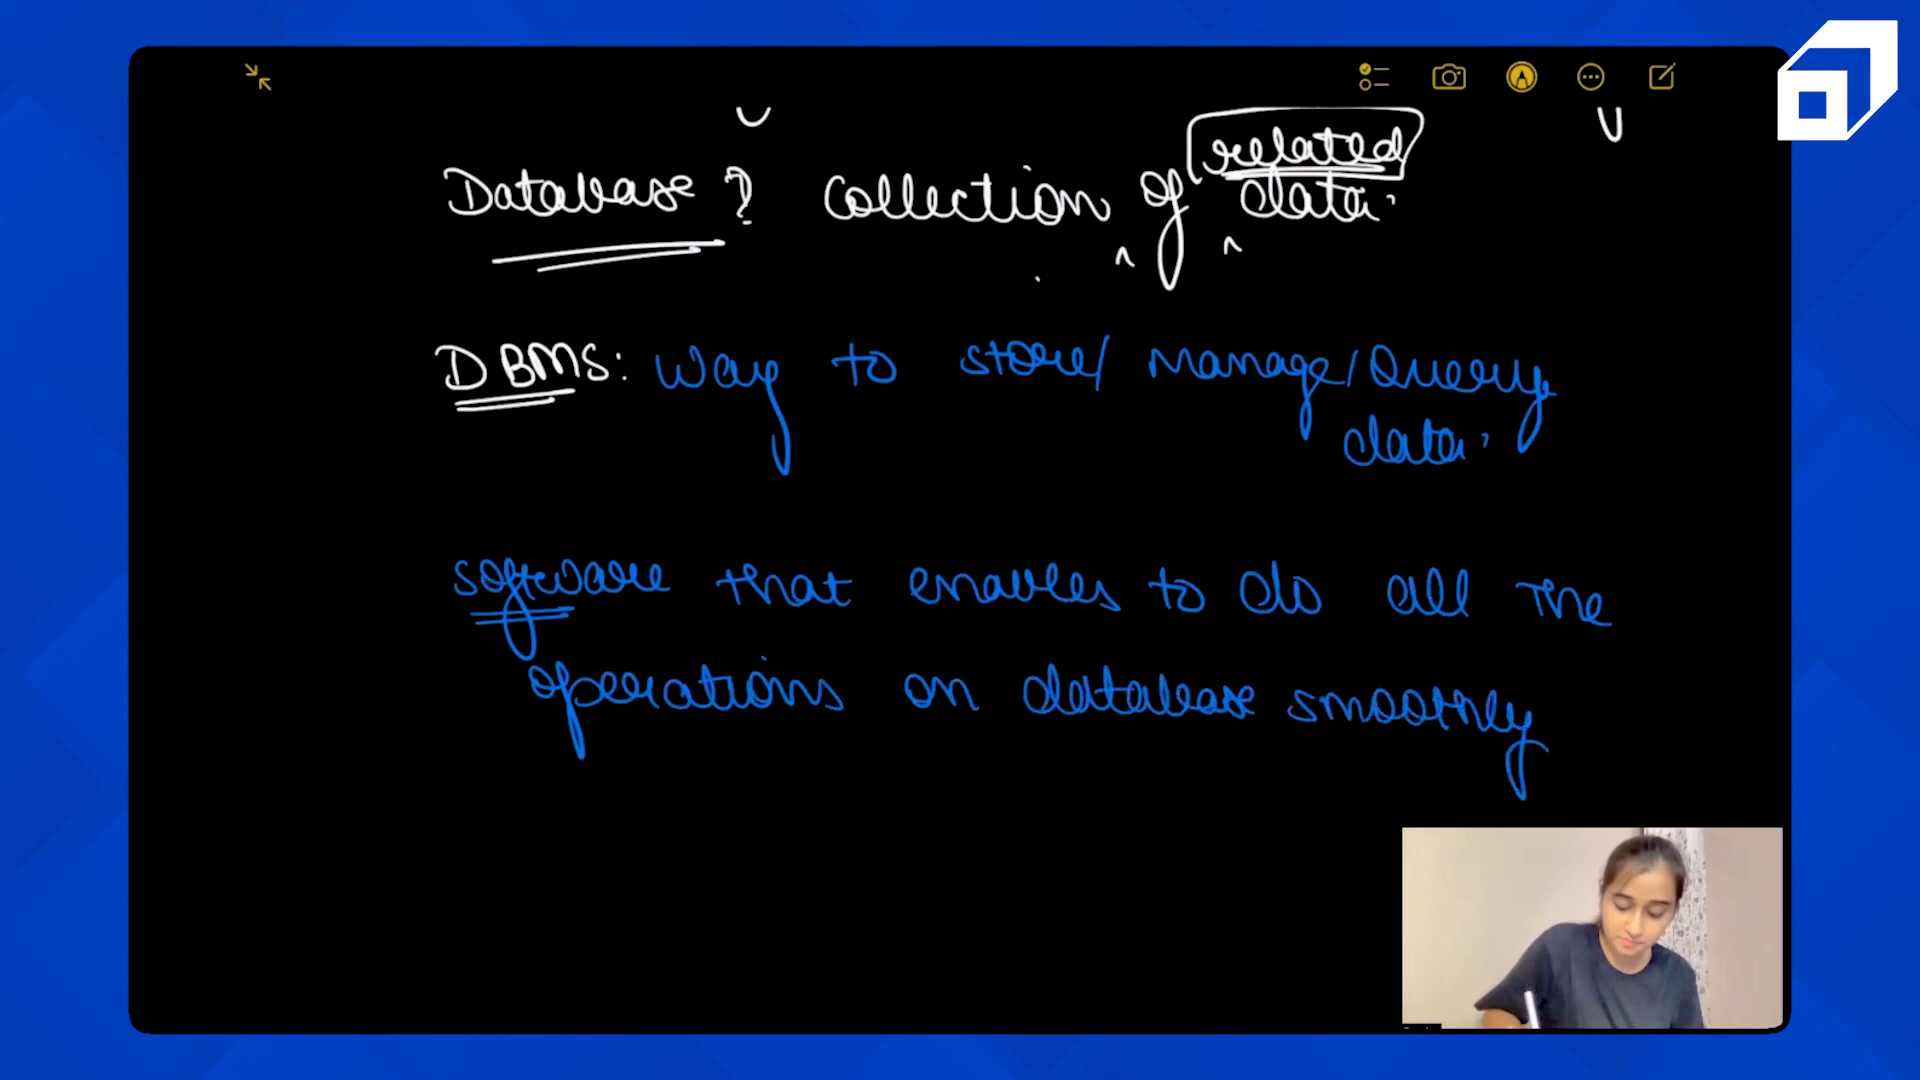 Database ? Collection of related data.
DBMS: Way to store/ Manage/Query
data.
software that enables to do all the
operations on database smoothly